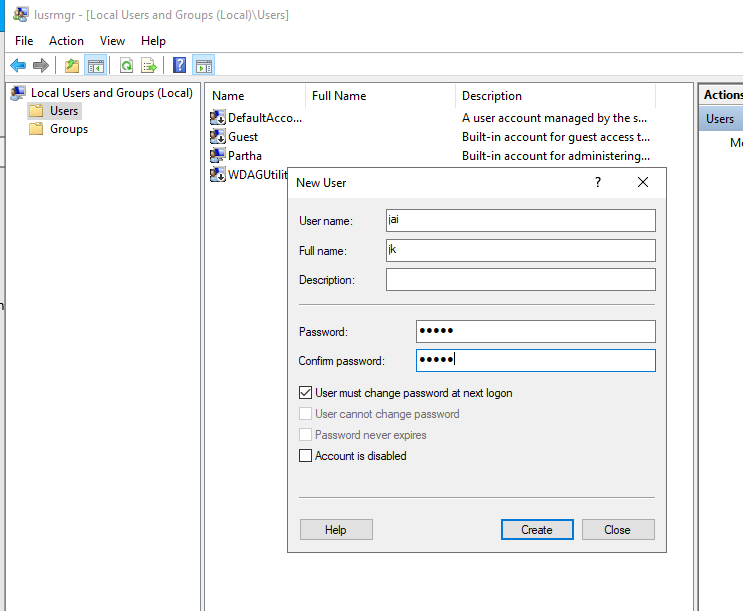 lusrmgr - [Local Users and Groups (Local)\Users]
File Action View Help
Local Users and Groups (Local)
Users
Groups
Name Full Name Description
DefaultAcco... A user account managed by the s...
Guest Built-in account for guest access t...
Partha Built-in account for administering...
WDAGUtilit
Actions
Users
Mo
New User ?
User name: jai
Full name: jk
Description:
Password: •••••
Confirm password: •••••
User must change password at next logon
User cannot change password
Password never expires
Account is disabled
Help Create Close